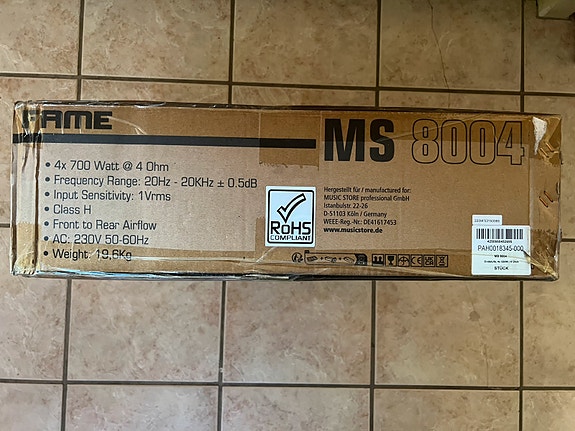 FAME
MS 8004
• 4x 700 Watt @ 4 Ohm
• Frequency Range: 20Hz - 20KHz ± 0.5dB
• Input Sensitivity: 1Vrms
• Class H
• Front to Rear Airflow
• AC: 230V 50-60Hz
• Weight: 19,6Kg
RoHS
COMPLIANT
Hergestellt für / manufactured for:
MUSIC STORE professional GmbH
Istanbulstr. 22-26
D-51103 Köln / Germany
WEEE-Reg.-Nr.: DE41617453
www.musicstore.de
PAH0018345-000
MS 8004
STÜCK